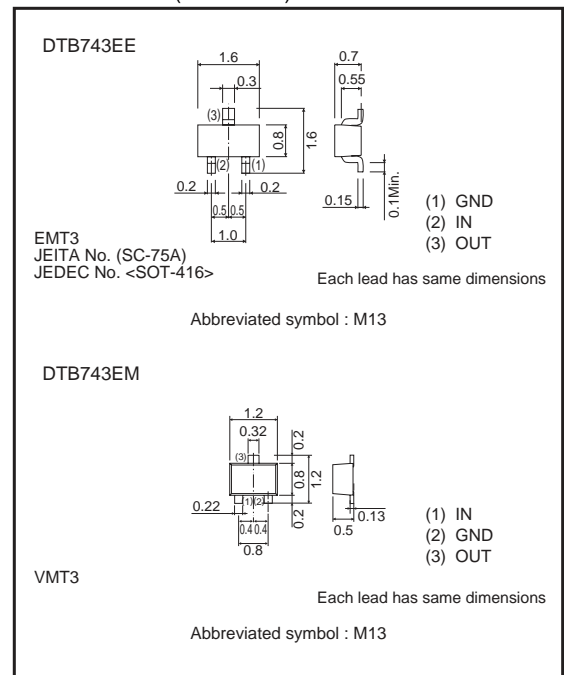 DTB743EE
1.6
0.3
(3)
0.8
1.6
(2)
(1)
0.2
0.2
0.5 0.5
1.0
0.7
0.55
0.15
0.1Min.
(1) GND
(2) IN
(3) OUT
EMT3
JEITA No. (SC-75A)
JEDEC No. <SOT-416>
Each lead has same dimensions
Abbreviated symbol : M13
DTB743EM
1.2
0.32
(3)
0.2
0.8
1.2
0.2
0.22
(1)(2)
0.4 0.4
0.8
0.13
0.5
(1) IN
(2) GND
(3) OUT
VMT3
Each lead has same dimensions
Abbreviated symbol : M13